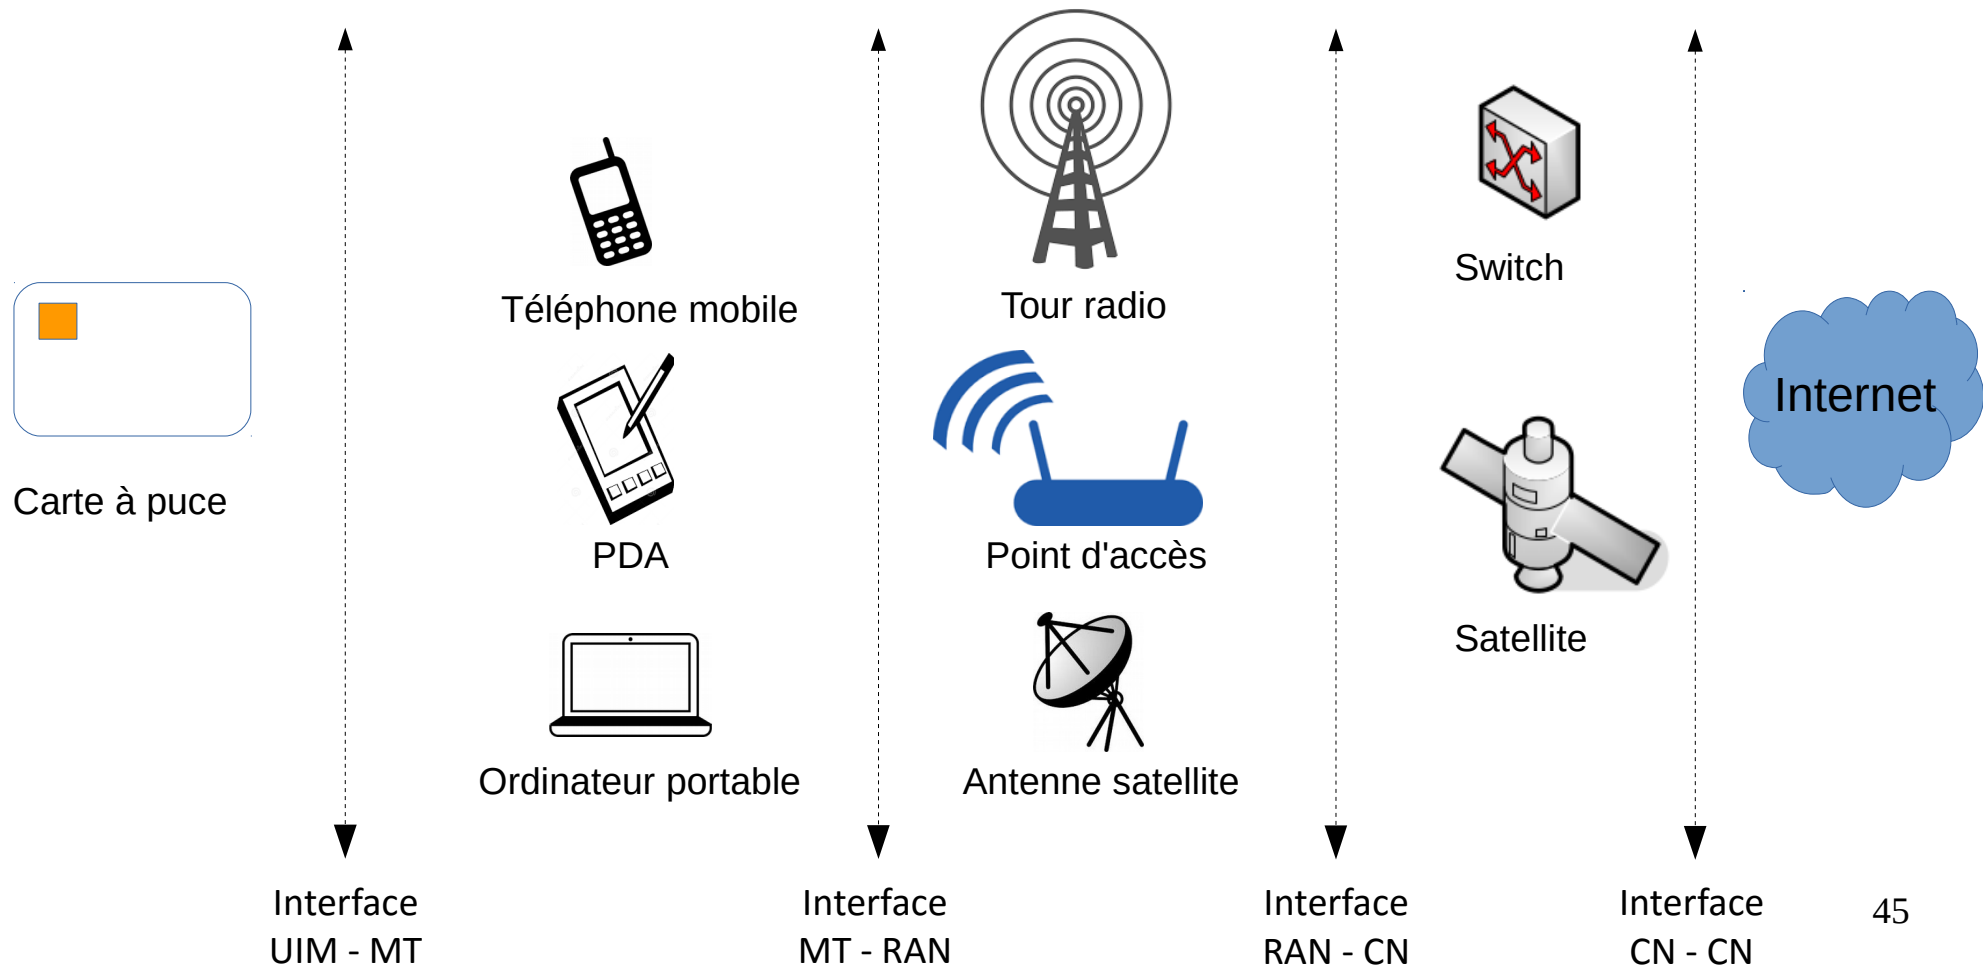 Carte à puce
Téléphone mobile
PDA
Ordinateur portable
Tour radio
Point d'accès
Antenne satellite
Switch
Satellite
Internet
Interface
UIM - MT
Interface
MT - RAN
Interface
RAN - CN
Interface
CN - CN
45